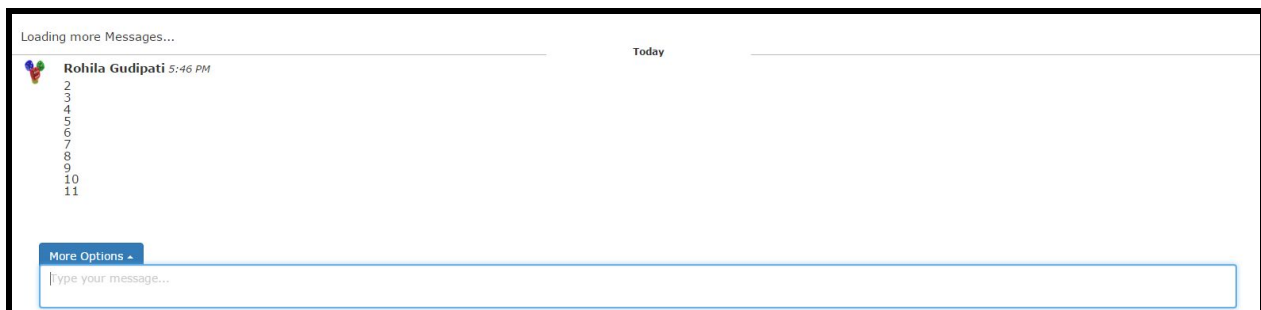 Loading more Messages...
Today
Rohila Gudipati 5:46 PM
2
3
4
5
6
7
8
9
10
11
More Options
Type your message...